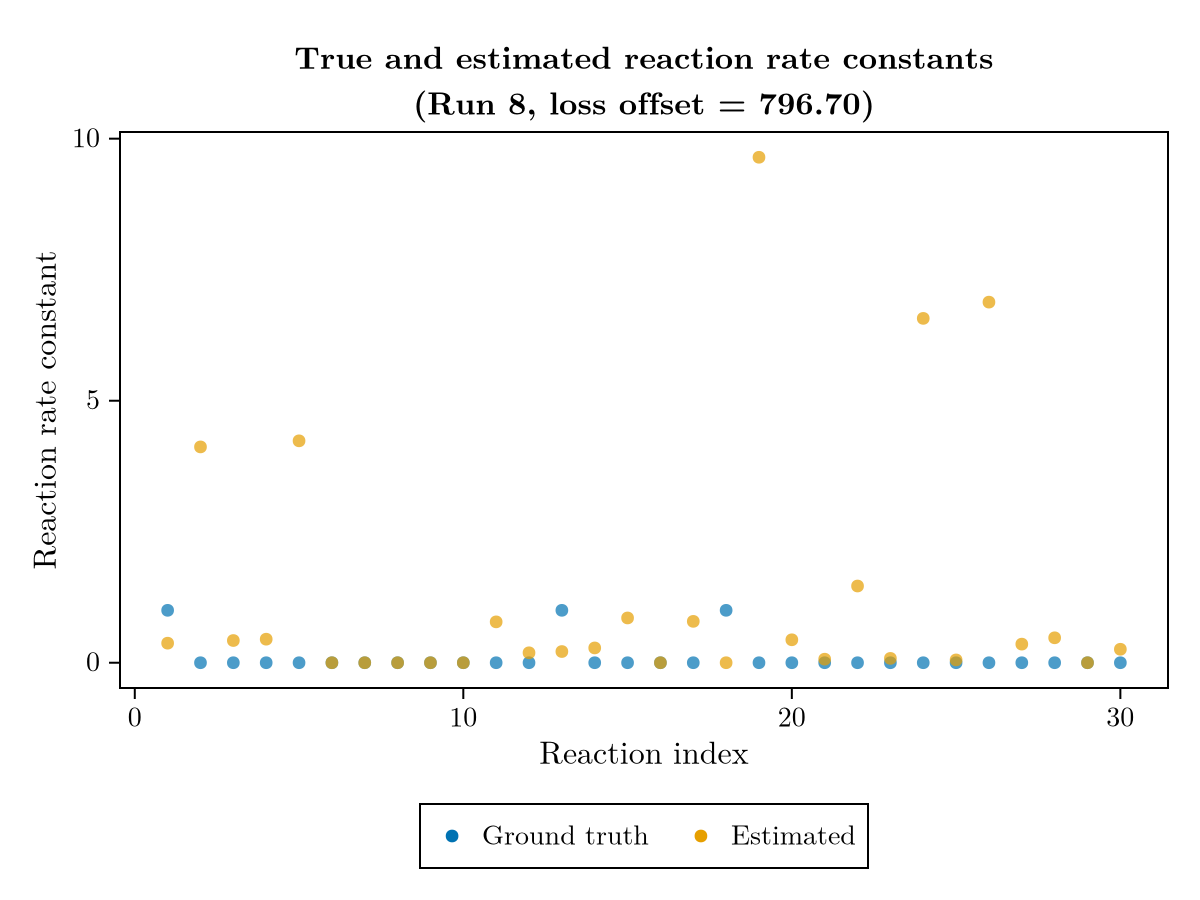 True and estimated reaction rate constants
(Run 8, loss offset = 796.70)
10
5
0
Reaction rate constant
0 10 20 30
Reaction index
Ground truth Estimated